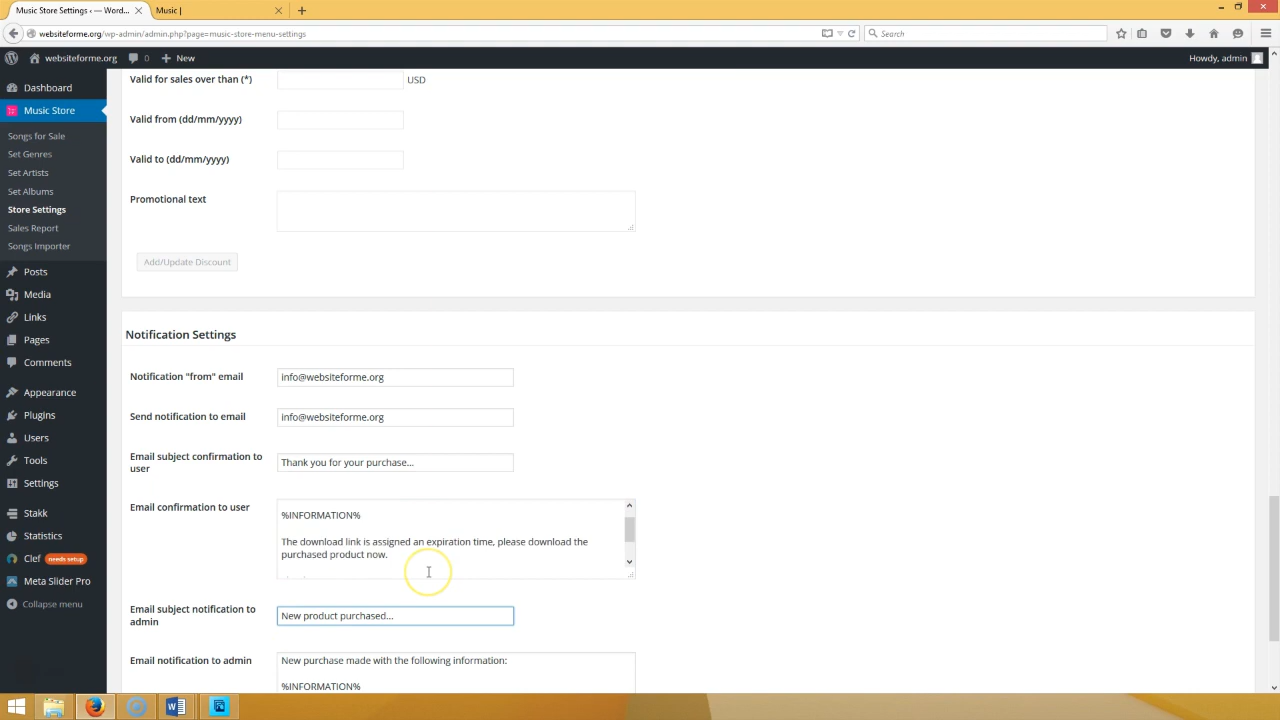 Music Store Settings ‹ — Word...
Music |
websiteforme.org/wp-admin/admin.php?page=music-store-menu-settings
Search
websiteforme.org
0
New
Howdy, admin
Dashboard
Music Store
Songs for Sale
Set Genres
Set Artists
Set Albums
Store Settings
Sales Report
Songs Importer
Posts
Media
Links
Pages
Comments
Appearance
Plugins
Users
Tools
Settings
Stakk
Statistics
Clef needs setup
Meta Slider Pro
Collapse menu
Valid for sales over than (*)
USD
Valid from (dd/mm/yyyy)
Valid to (dd/mm/yyyy)
Promotional text
Add/Update Discount
Notification Settings
Notification "from" email
info@websiteforme.org
Send notification to email
info@websiteforme.org
Email subject confirmation to
user
Thank you for your purchase...
Email confirmation to user
%INFORMATION%
The download link is assigned an expiration time, please download the
purchased product now.
Email subject notification to
admin
New product purchased...
Email notification to admin
New purchase made with the following information:
%INFORMATION%